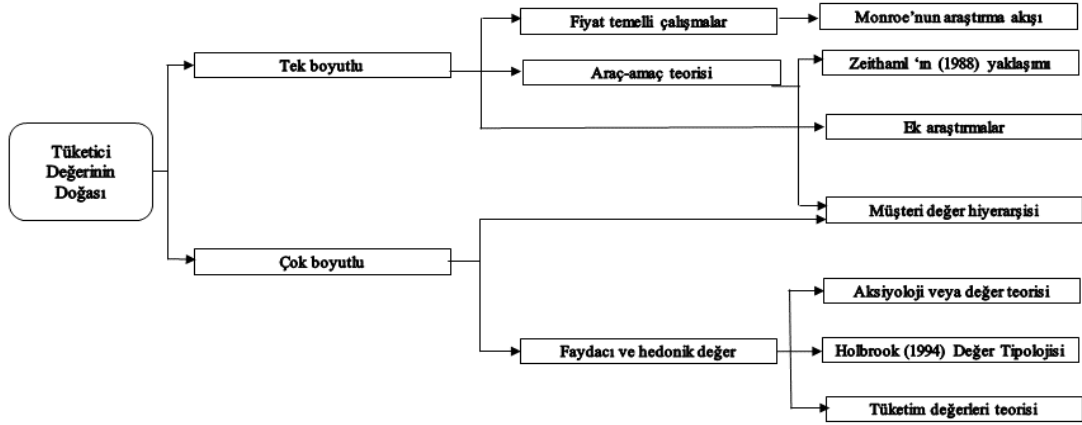 Fiyat temelli çalışmalar
Monroe’nun araştırma akışı
Tek boyutlu
Araç-amaç teorisi
Zeithaml ‘ın (1988) yaklaşımı
Ek araştırmalar
Tüketici
Değerinin
Doğası
Müşteri değer hiyerarşisi
Çok boyutlu
Aksiyoloji veya değer teorisi
Faydacı ve hedonik değer
Holbrook (1994) Değer Tipolojisi
Tüketim değerleri teorisi